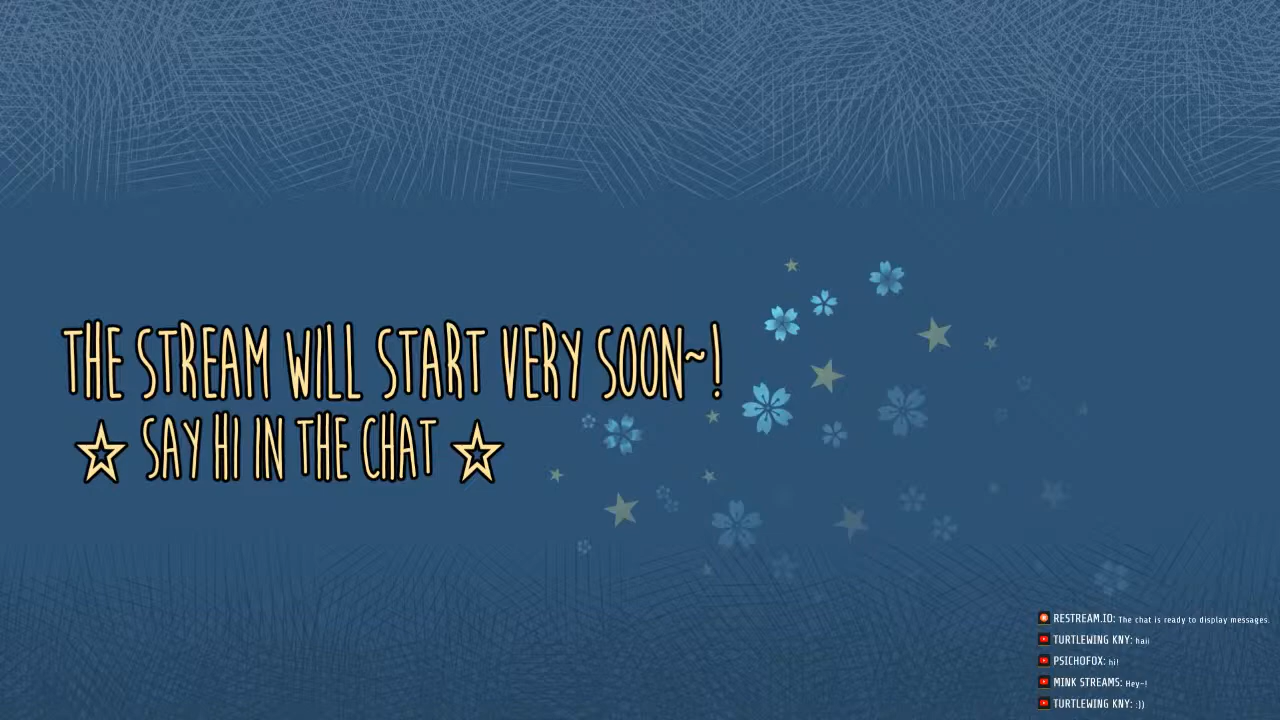 THE STREAM WILL START VERY SOON~!
☆ SAY HI IN THE CHAT ☆
RESTREAM.IO: The chat is ready to display messages.
TURTLEWING KNY: haii
PSICHOFOX: hi!
MINK STREAMS: Hey~!
TURTLEWING KNY: :))